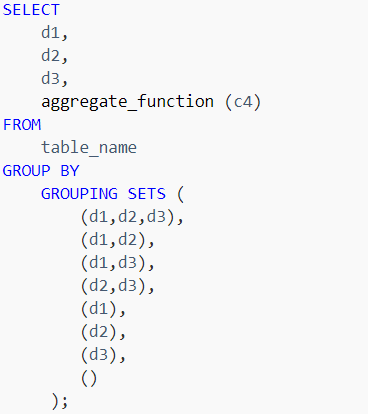 SELECT
d1,
d2,
d3,
aggregate_function (c4)
FROM
table_name
GROUP BY
GROUPING SETS (
(d1,d2,d3),
(d1,d2),
(d1,d3),
(d2,d3),
(d1),
(d2),
(d3),
()
);